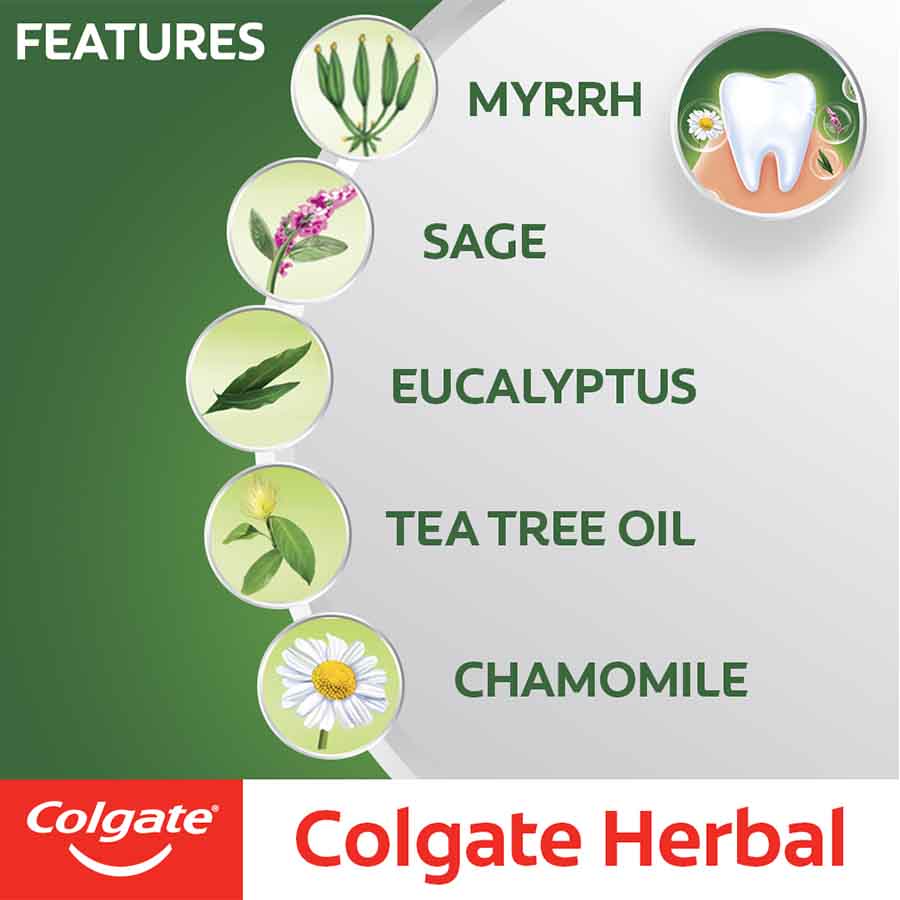 FEATURES
MYRRH
SAGE
EUCALYPTUS
TEA TREE OIL
CHAMOMILE
Colgate®
Colgate Herbal